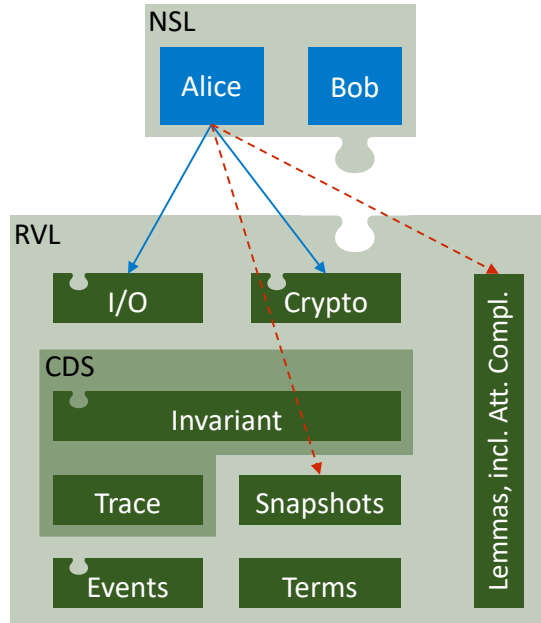 NSL
Alice
Bob
RVL
I/O
Crypto
CDS
Invariant
Trace
Snapshots
Events
Terms
Lemmas, incl. Att. Compl.